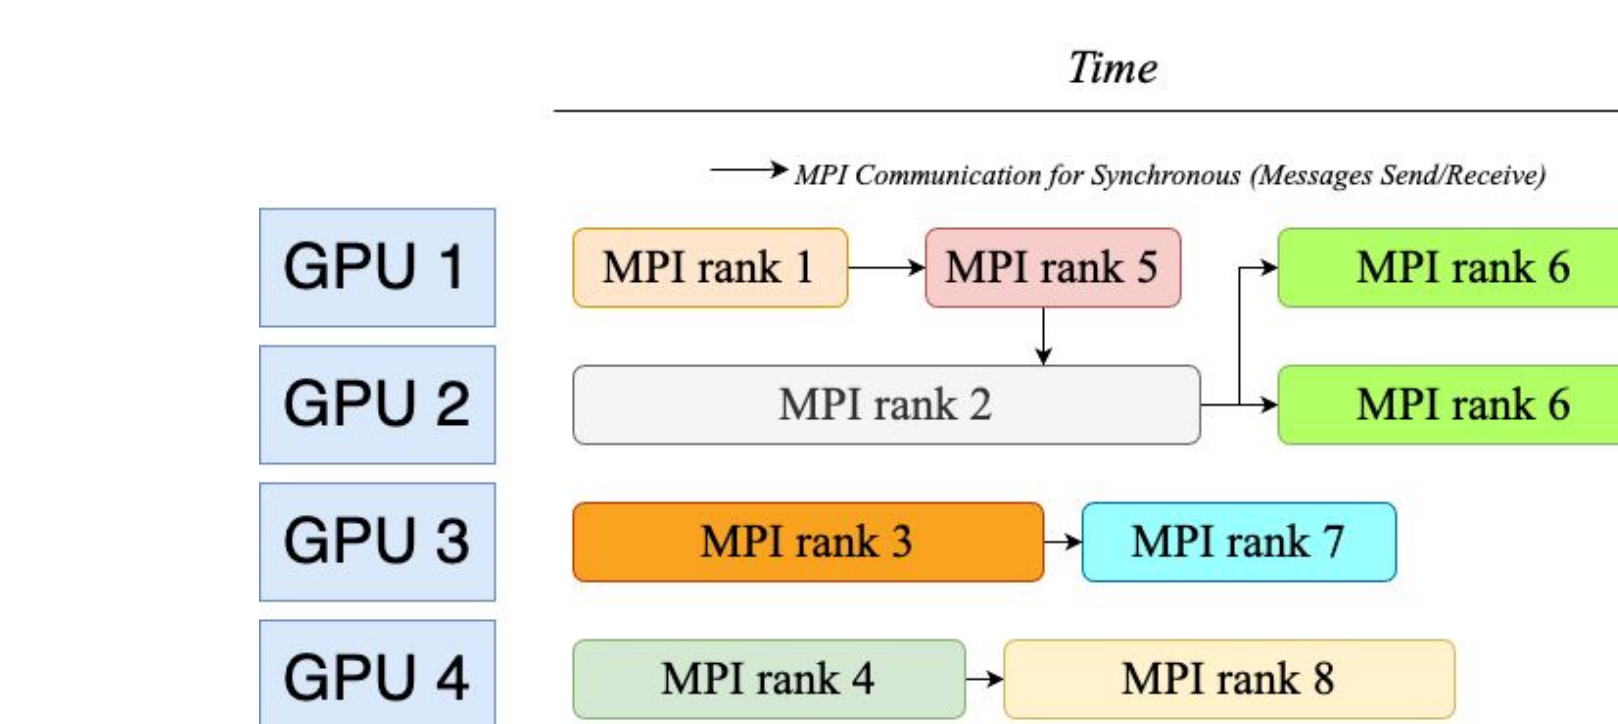 Time
MPI Communication for Synchronous (Messages Send/Receive)
GPU 1
MPI rank 1
MPI rank 5
MPI rank 6
GPU 2
MPI rank 2
MPI rank 6
GPU 3
MPI rank 3
MPI rank 7
GPU 4
MPI rank 4
MPI rank 8